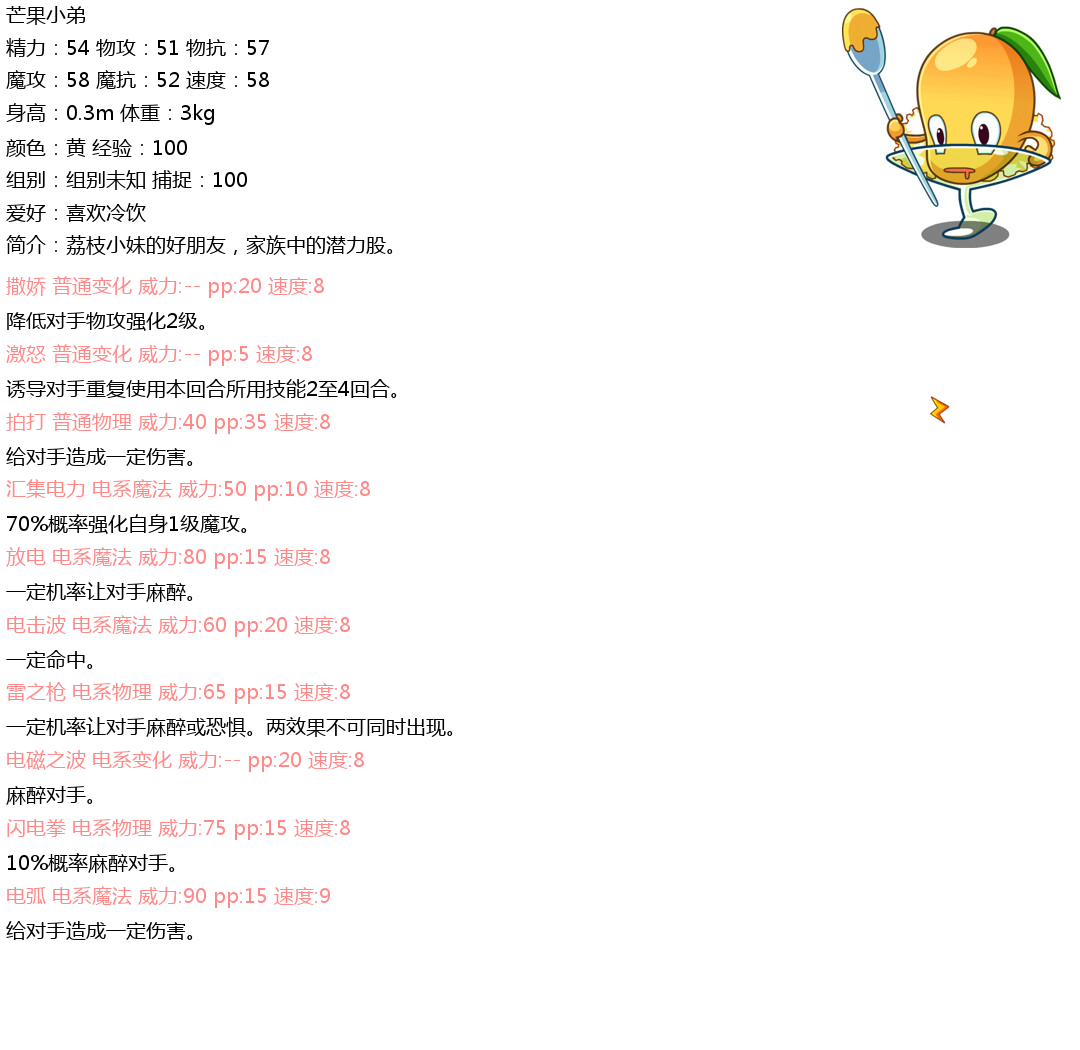 芒果小弟
精力：54 物攻：51 物抗：57
魔攻：58 魔抗：52 速度：58
身高：0.3m 体重：3kg
颜色：黄 经验：100
组别：组别未知 捕捉：100
爱好：喜欢冷饮
简介：荔枝小妹的好朋友，家族中的潜力股。
撒娇 普通变化 威力:-- pp:20 速度:8
降低对手物攻强化2级。
激怒 普通变化 威力:-- pp:5 速度:8
诱导对手重复使用本回合所用技能2至4回合。
拍打 普通物理 威力:40 pp:35 速度:8
给对手造成一定伤害。
汇集电力 电系魔法 威力:50 pp:10 速度:8
70%概率强化自身1级魔攻。
放电 电系魔法 威力:80 pp:15 速度:8
一定机率让对手麻醉。
电击波 电系魔法 威力:60 pp:20 速度:8
一定命中。
雷之枪 电系物理 威力:65 pp:15 速度:8
一定机率让对手麻醉或恐惧。两效果不可同时出现。
电磁之波 电系变化 威力:-- pp:20 速度:8
麻醉对手。
闪电拳 电系物理 威力:75 pp:15 速度:8
10%概率麻醉对手。
电弧 电系魔法 威力:90 pp:15 速度:9
给对手造成一定伤害。